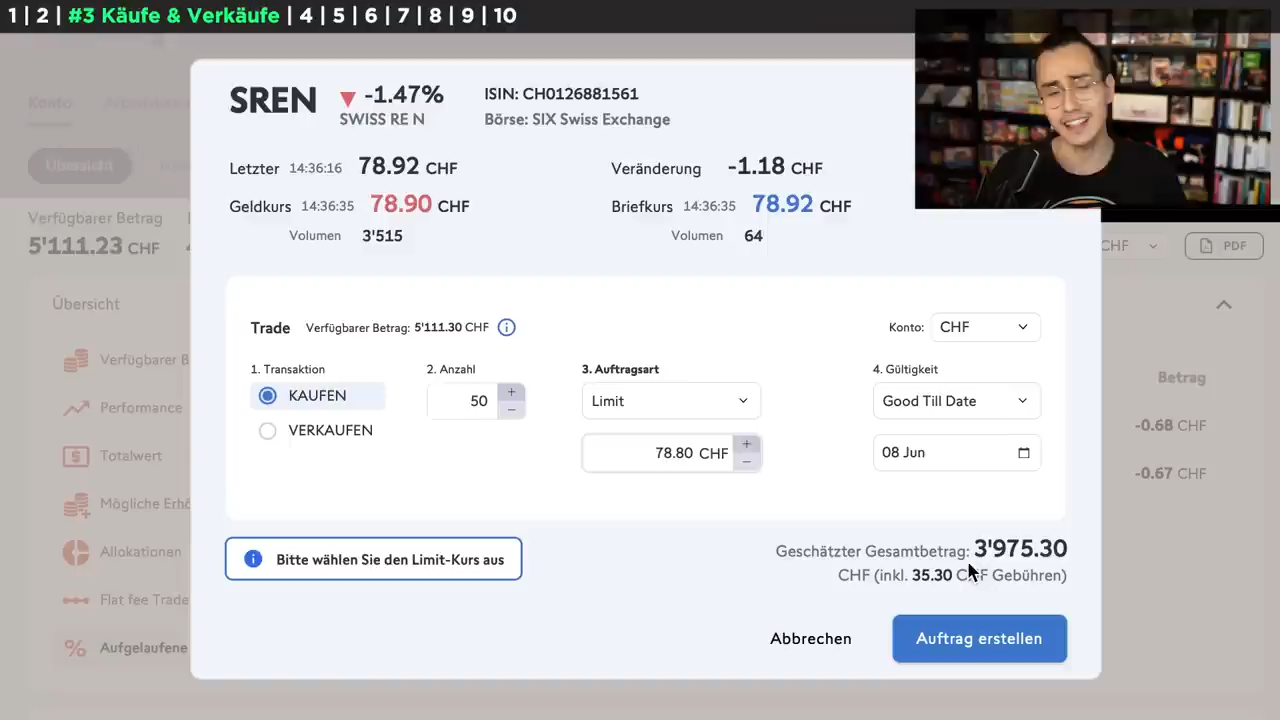 1 | 2 | #3 Käufe & Verkäufe | 4 | 5 | 6 | 7 | 8 | 9 | 10
SREN
-1.47%
SWISS RE N
ISIN: CH0126881561
Börse: SIX Swiss Exchange
Konto
Übersicht
Letzter 14:36:16 78.92 CHF
Veränderung -1.18 CHF
Geldkurs 14:36:35 78.90 CHF
Briefkurs 14:36:35 78.92 CHF
Volumen 3'515
Volumen 64
Verfügbarer Betrag
5'111.23 CHF
CHF
PDF
Übersicht
Trade Verfügbarer Betrag: 5'111.30 CHF
Konto: CHF
1. Transaktion
2. Anzahl
3. Auftragsart
4. Gültigkeit
KAUFEN
50
+
−
Limit
Good Till Date
VERKAUFEN
78.80 CHF
+
−
08 Jun
Verfügbarer B
Performance
Totalwert
Mögliche Erhö
Allokationen
Flat fee Trade
Aufgelaufene
Betrag
-0.68 CHF
-0.67 CHF
Bitte wählen Sie den Limit-Kurs aus
Geschätzter Gesamtbetrag: 3'975.30
CHF (inkl. 35.30 CHF Gebühren)
Abbrechen
Auftrag erstellen